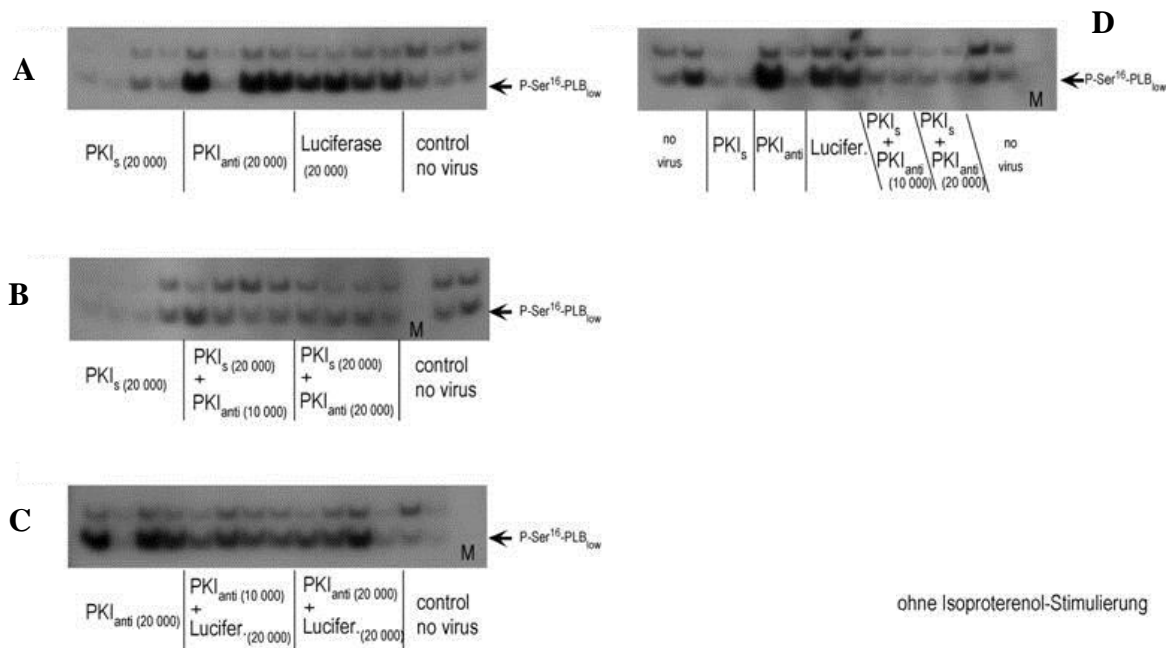 A
P-Ser¹⁶-PLBlow
PKIs (20 000)
PKIanti (20 000)
Luciferase
(20 000)
control
no virus
D
P-Ser¹⁶-PLBlow
M
no
virus
PKIs
PKIanti
Lucifer.
PKIs
+
PKIanti
(10 000)
PKIs
+
PKIanti
(20 000)
no
virus
B
M
P-Ser¹⁶-PLBlow
PKIs (20 000)
PKIs (20 000)
+
PKIanti (10 000)
PKIs (20 000)
+
PKIanti (20 000)
control
no virus
C
M
P-Ser¹⁶-PLBlow
PKIanti (20 000)
PKIanti (10 000)
+
Lucifer.(20 000)
PKIanti (20 000)
+
Lucifer.(20 000)
control
no virus
ohne Isoproterenol-Stimulierung